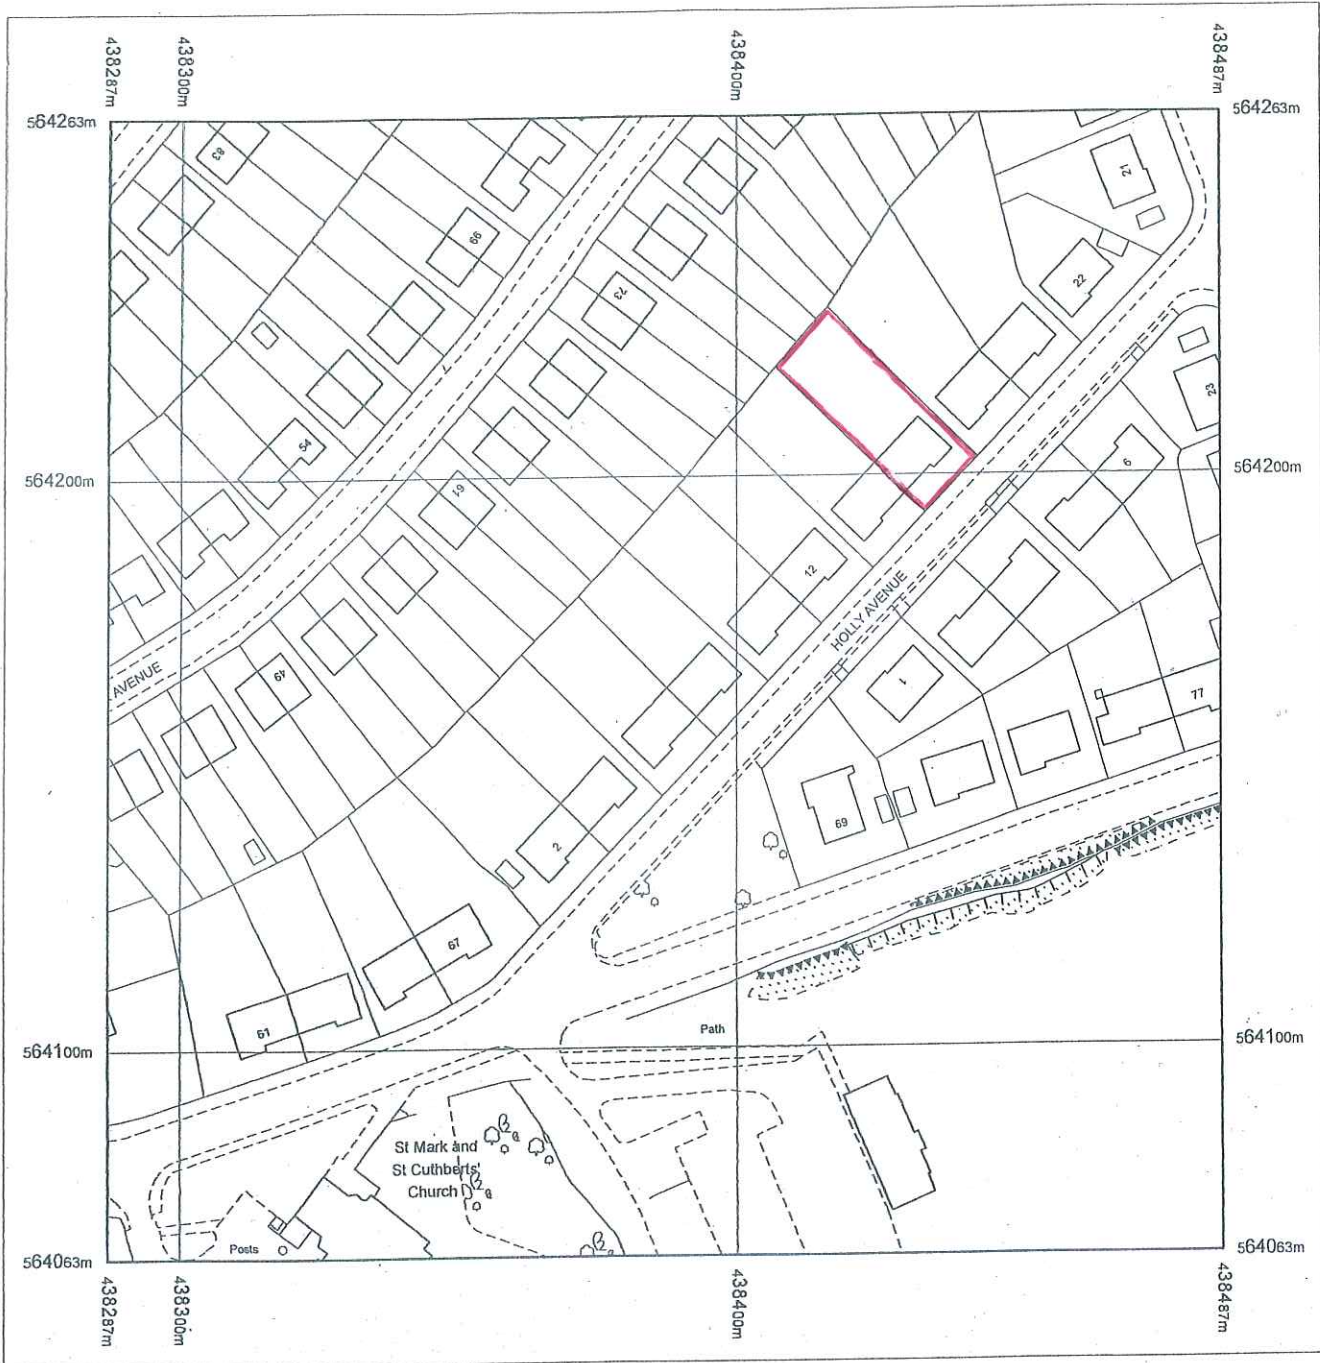 438287m
438300m
438400m
438487m
564263m
564263m
83
21
66
22
73
23
54
9
564200m
564200m
61
12
HOLLY AVENUE
AVENUE
49
1
77
69
2
67
61
Path
564100m
564100m
St Mark and
St Cuthberts'
Church
Posts
564063m
564063m
438287m
438300m
438400m
438487m